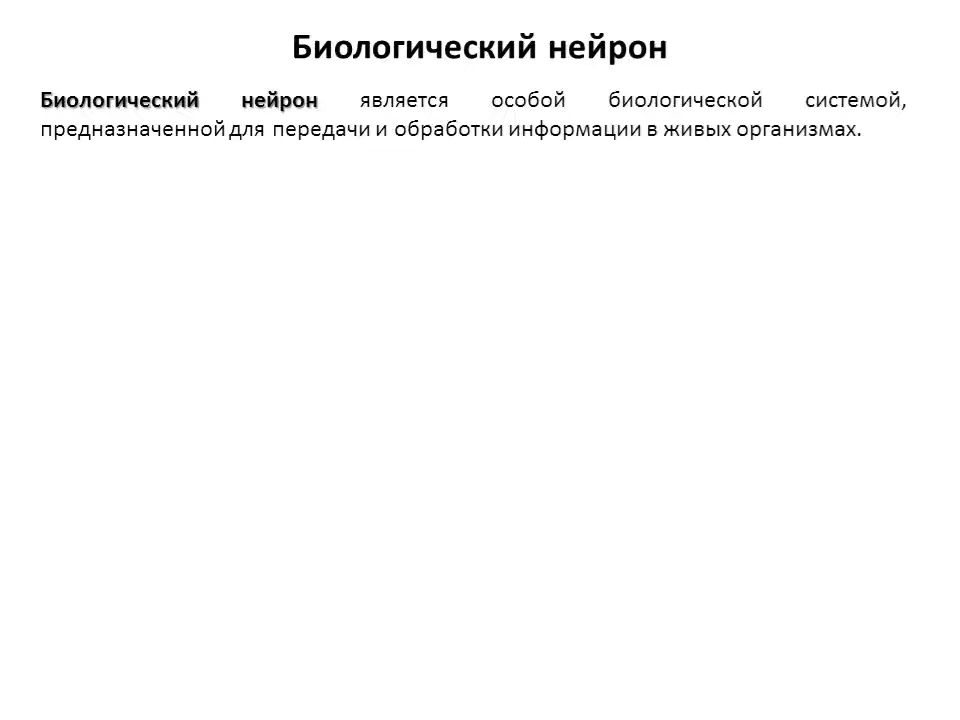 Биологический нейрон
Биологический нейрон является особой биологической системой,
предназначенной для передачи и обработки информации в живых организмах.